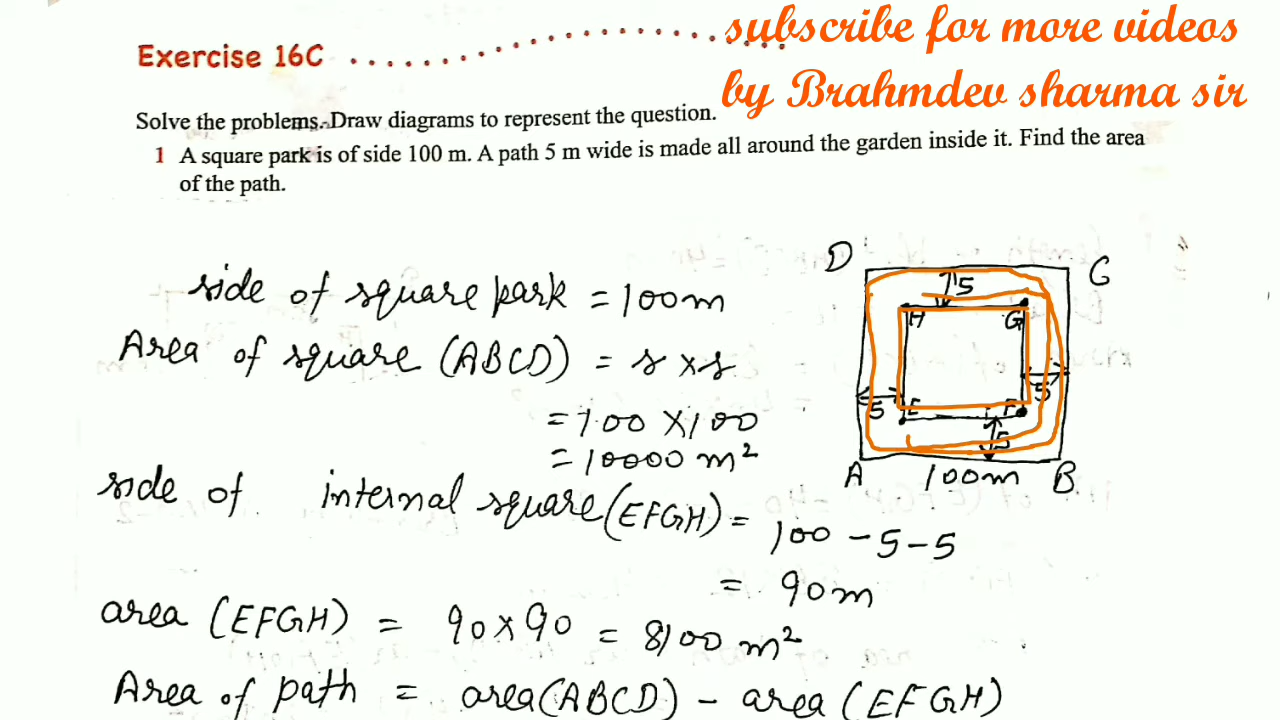 subscribe for more videos
by Brahmdev sharma sir
Exercise 16C
Solve the problems. Draw diagrams to represent the question.
1 A square park is of side 100 m. A path 5 m wide is made all around the garden inside it. Find the area
of the path.
side of square park = 100m
Area of square (ABCD) = s × s
= 100 × 100
= 10000 m²
side of internal square (EFGH) = 100 - 5 - 5
= 90m
area (EFGH) = 90 × 90 = 8100 m²
Area of path = area (ABCD) - area (EFGH)
D C
5
H G
5 5
E F
5
A 100m B